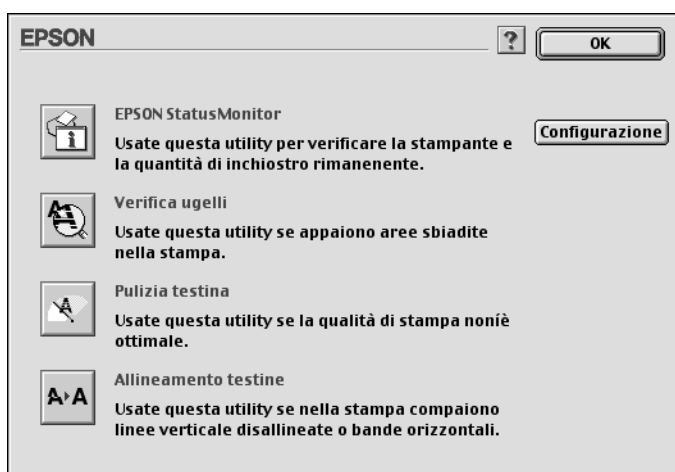 EPSON
?
OK
EPSON StatusMonitor
Usate questa utility per verificare la stampante e
la quantità di inchiostro rimanenente.
Configurazione
Verifica ugelli
Usate questa utility se appaiono aree sbiadite
nella stampa.
Pulizia testina
Usate questa utility se la qualità di stampa noníè
ottimale.
Allineamento testine
Usate questa utility se nella stampa compaiono
linee verticale disallineate o bande orizzontali.